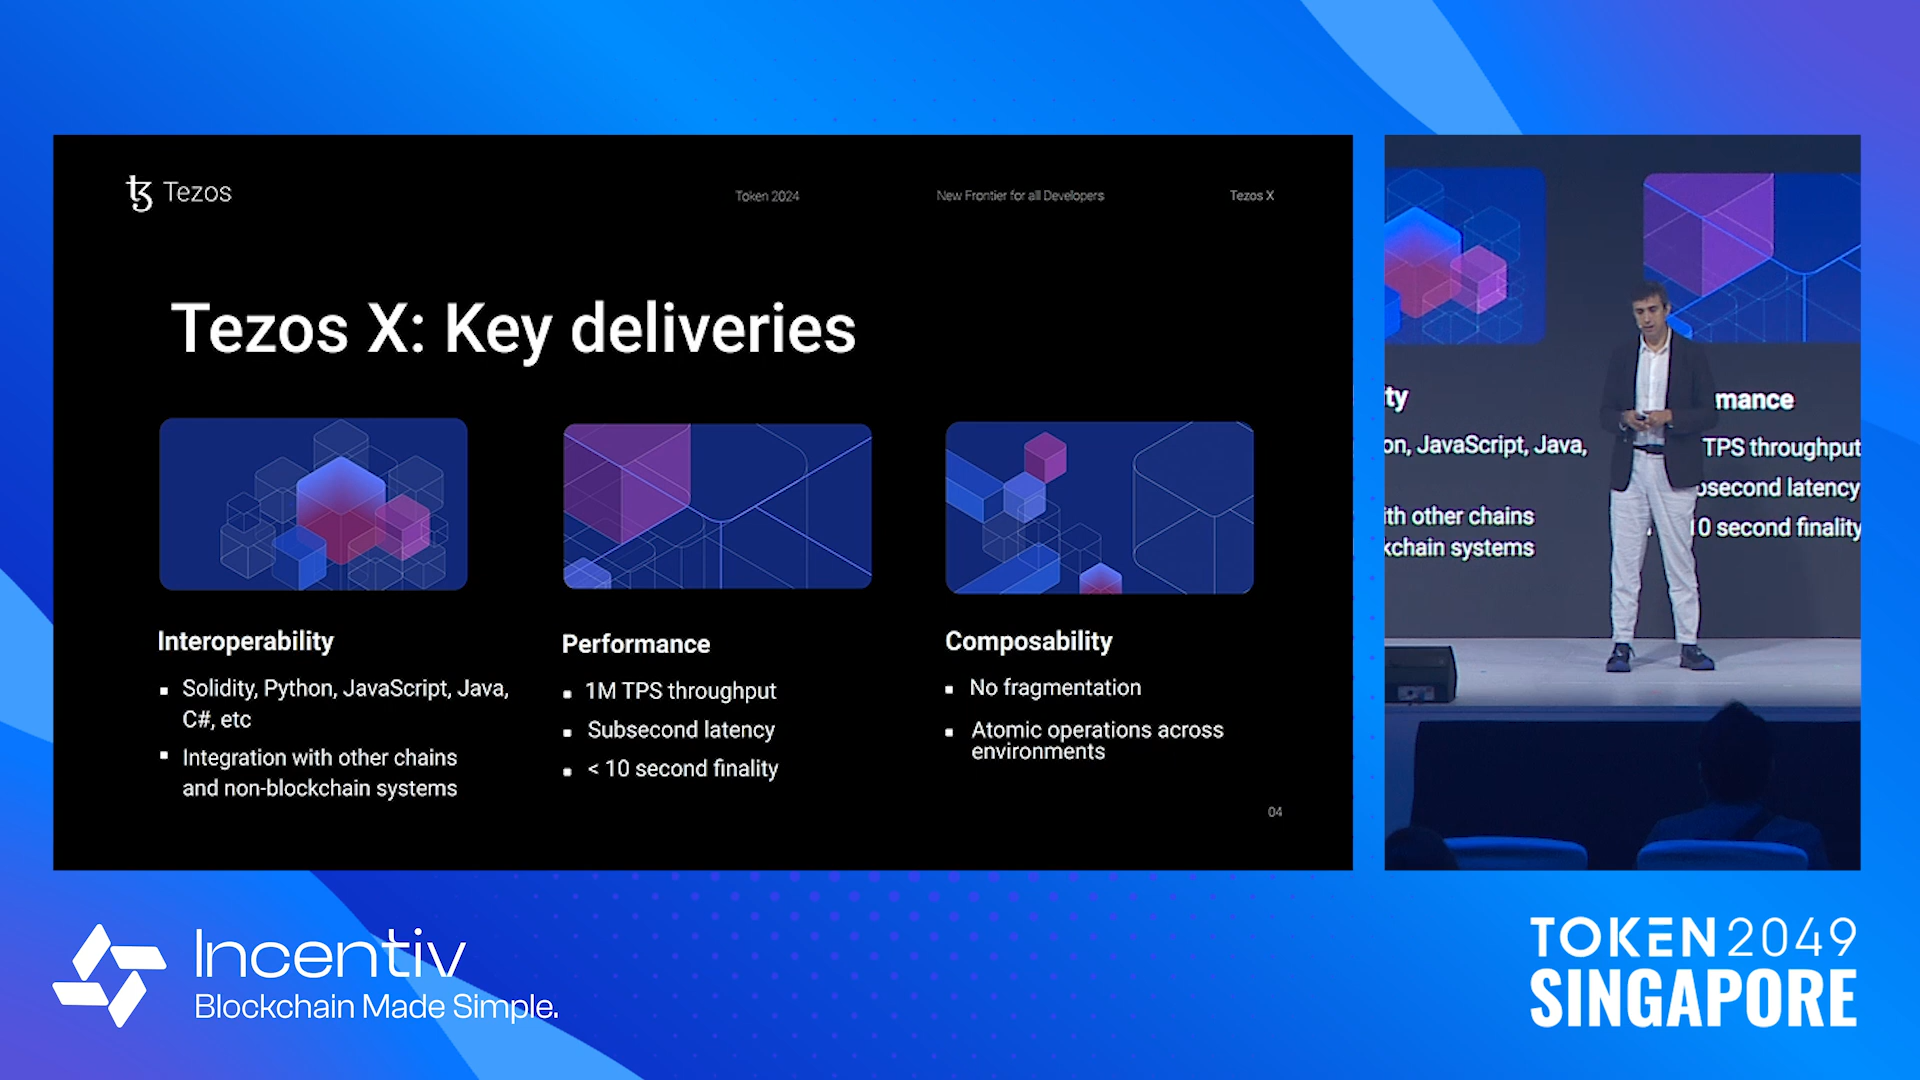 Tezos
Token 2024
New Frontier for all Developers
Tezos X
Tezos X: Key deliveries
Interoperability
▪ Solidity, Python, JavaScript, Java,
C#, etc
▪ Integration with other chains
and non-blockchain systems
Performance
▪ 1M TPS throughput
▪ Subsecond latency
▪ < 10 second finality
Composability
▪ No fragmentation
▪ Atomic operations across
environments
04
ty
on, JavaScript, Java,
ith other chains
kchain systems
mance
TPS throughput
osecond latency
10 second finality
Incentiv
Blockchain Made Simple.
TOKEN2049
SINGAPORE